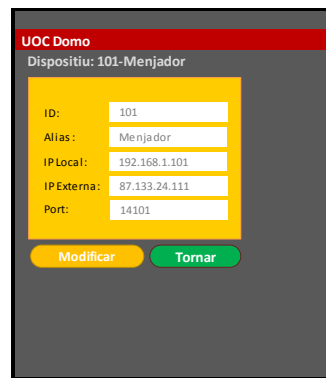 UOC Domo
Dispositiu: 101-Menjador
ID: 101
Alias: Menjador
IP Local: 192.168.1.101
IP Externa: 87.133.24.111
Port: 14101
Modificar Tornar